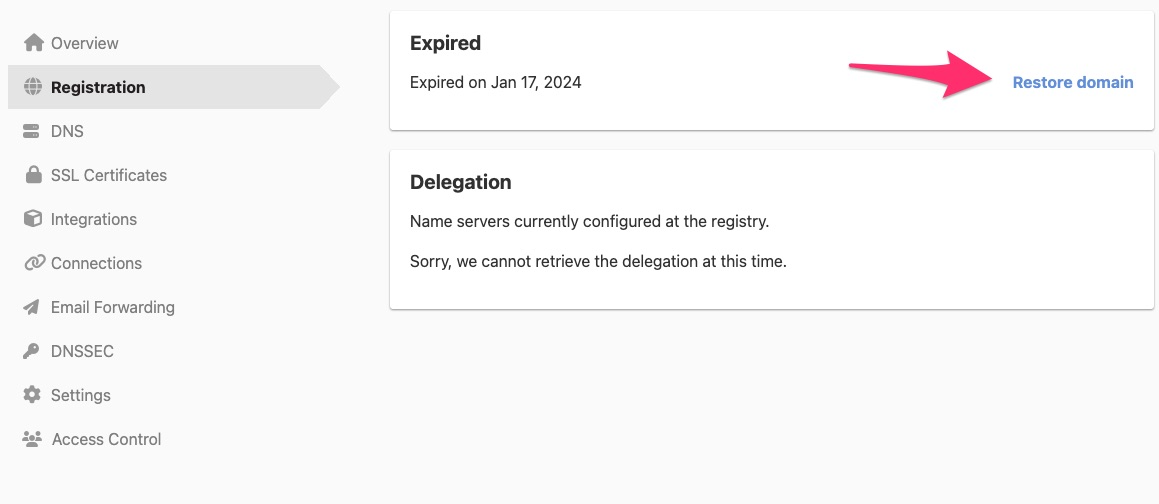 Overview
Registration
DNS
SSL Certificates
Integrations
Connections
Email Forwarding
DNSSEC
Settings
Access Control
Expired
Expired on Jan 17, 2024
Restore domain
Delegation
Name servers currently configured at the registry.
Sorry, we cannot retrieve the delegation at this time.